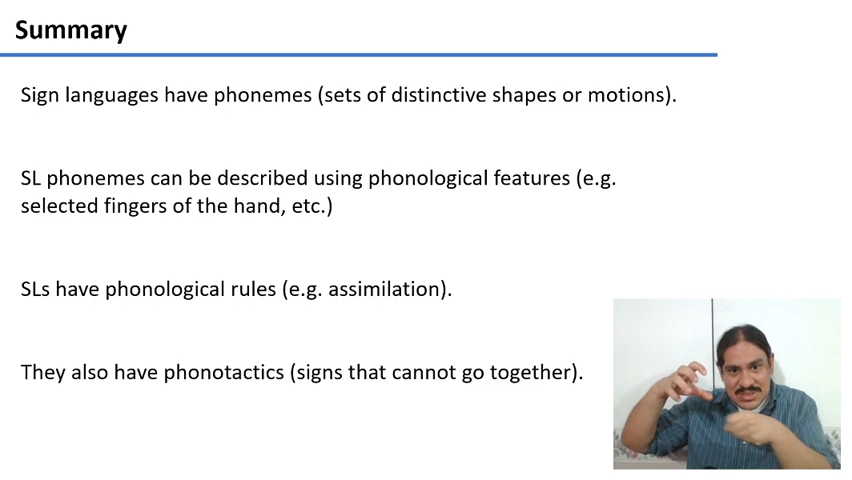 Summary
Sign languages have phonemes (sets of distinctive shapes or motions).
SL phonemes can be described using phonological features (e.g.
selected fingers of the hand, etc.)
SLs have phonological rules (e.g. assimilation).
They also have phonotactics (signs that cannot go together).